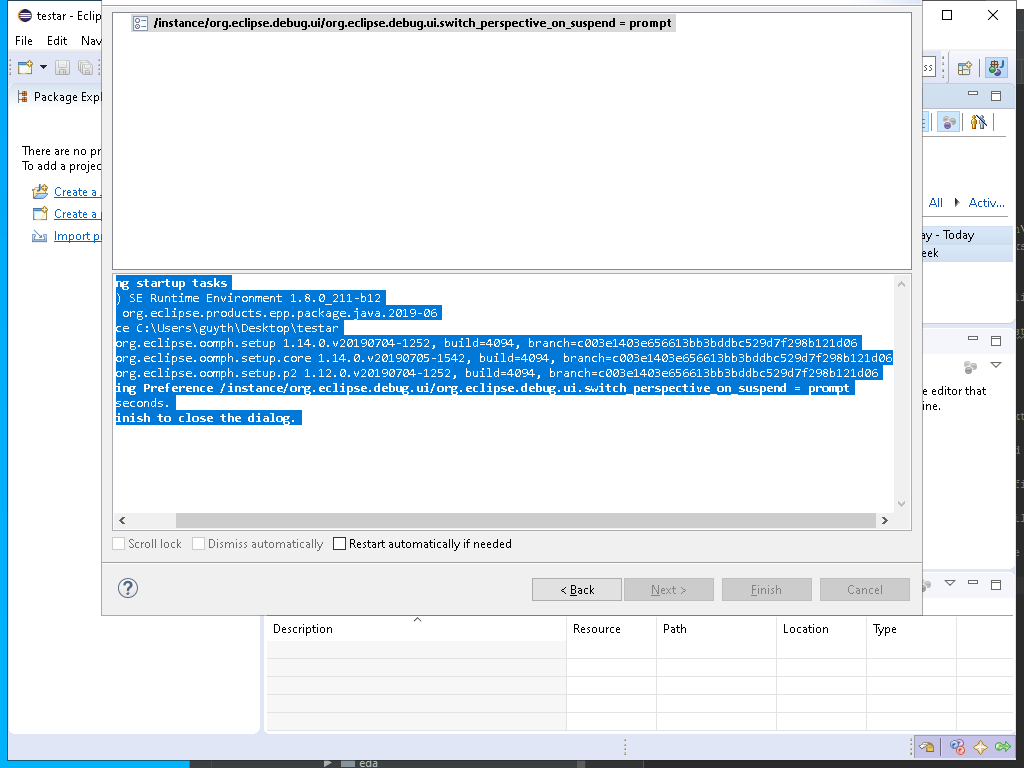 testar - Eclip
/instance/org.eclipse.debug.ui/org.eclipse.debug.ui.switch_perspective_on_suspend = prompt
File Edit Nav
ss
Package Expl
There are no pr
To add a projec
Create a
Create a
Import p
All Activ...
ay - Today
eek
ng startup tasks
) SE Runtime Environment 1.8.0_211-b12
org.eclipse.products.epp.package.java.2019-06
ce C:\Users\guyth\Desktop\testar
org.eclipse.oomph.setup 1.14.0.v20190704-1252, build=4094, branch=c003e1403e656613bb3bddbc529d7f298b121d06
org.eclipse.oomph.setup.core 1.14.0.v20190705-1542, build=4094, branch=c003e1403e656613bb3bddbc529d7f298b121d06
org.eclipse.oomph.setup.p2 1.12.0.v20190704-1252, build=4094, branch=c003e1403e656613bb3bddbc529d7f298b121d06
ing Preference /instance/org.eclipse.debug.ui/org.eclipse.debug.ui.switch_perspective_on_suspend = prompt
seconds.
inish to close the dialog.
e editor that
ine.
Scroll lock Dismiss automatically Restart automatically if needed
? < Back Next > Finish Cancel
Description Resource Path Location Type
eda